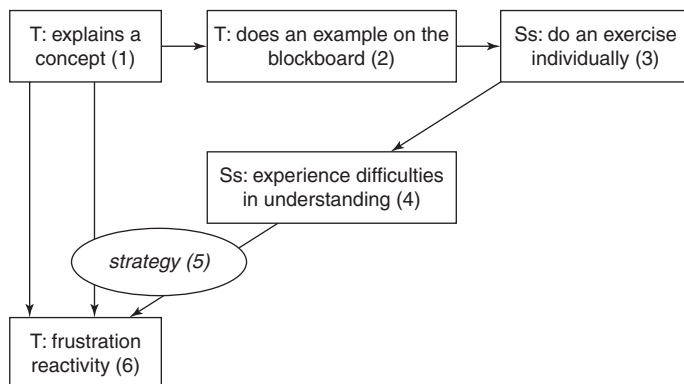 T: explains a
concept (1)
T: does an example on the
blockboard (2)
Ss: do an exercise
individually (3)
Ss: experience difficulties
in understanding (4)
strategy (5)
T: frustration
reactivity (6)